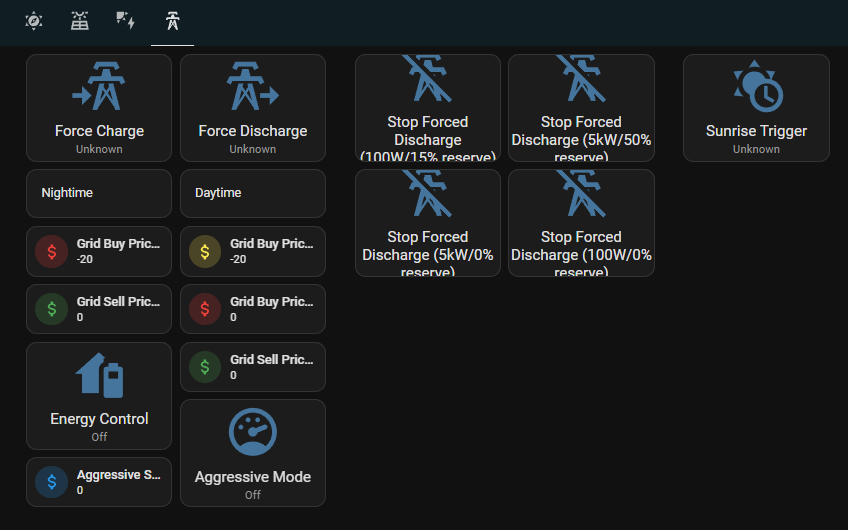 Force Charge
Unknown
Force Discharge
Unknown
Stop Forced
Discharge
(100W/15% reserve)
Stop Forced
Discharge (5kW/50%
reserve)
Sunrise Trigger
Unknown
Nightime
Daytime
Stop Forced
Discharge (5kW/0%
reserve)
Stop Forced
Discharge (100W/0%
reserve)
$
Grid Buy Pric...
-20
$
Grid Buy Pric...
-20
$
Grid Sell Pric...
0
$
Grid Buy Pric...
0
Energy Control
Off
$
Grid Sell Pric...
0
$
Aggressive S...
0
Aggressive Mode
Off